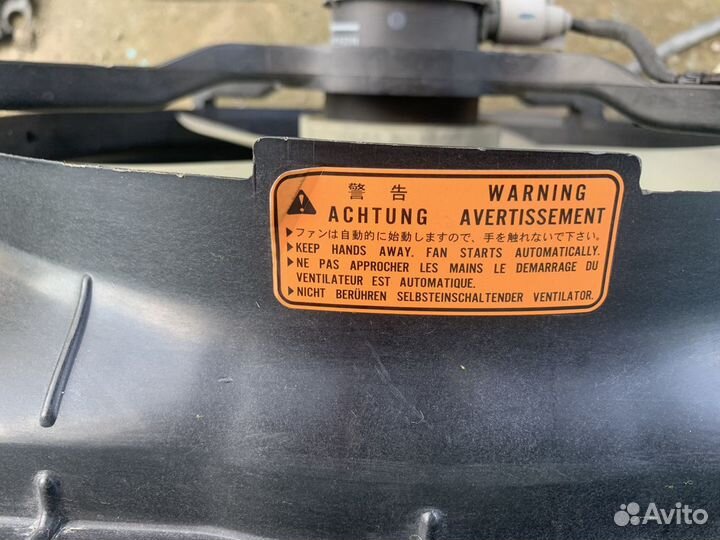 警告 WARNING
ACHTUNG AVERTISSEMENT
▶ファンは自動的に始動しますので、手を触れないで下さい。
▶KEEP HANDS AWAY. FAN STARTS AUTOMATICALLY.
▶NE PAS APPROCHER LES MAINS LE DEMARRAGE DU
VENTILATEUR EST AUTOMATIQUE.
▶NICHT BERÜHREN SELBSTEINSCHALTENDER VENTILATOR.
Avito